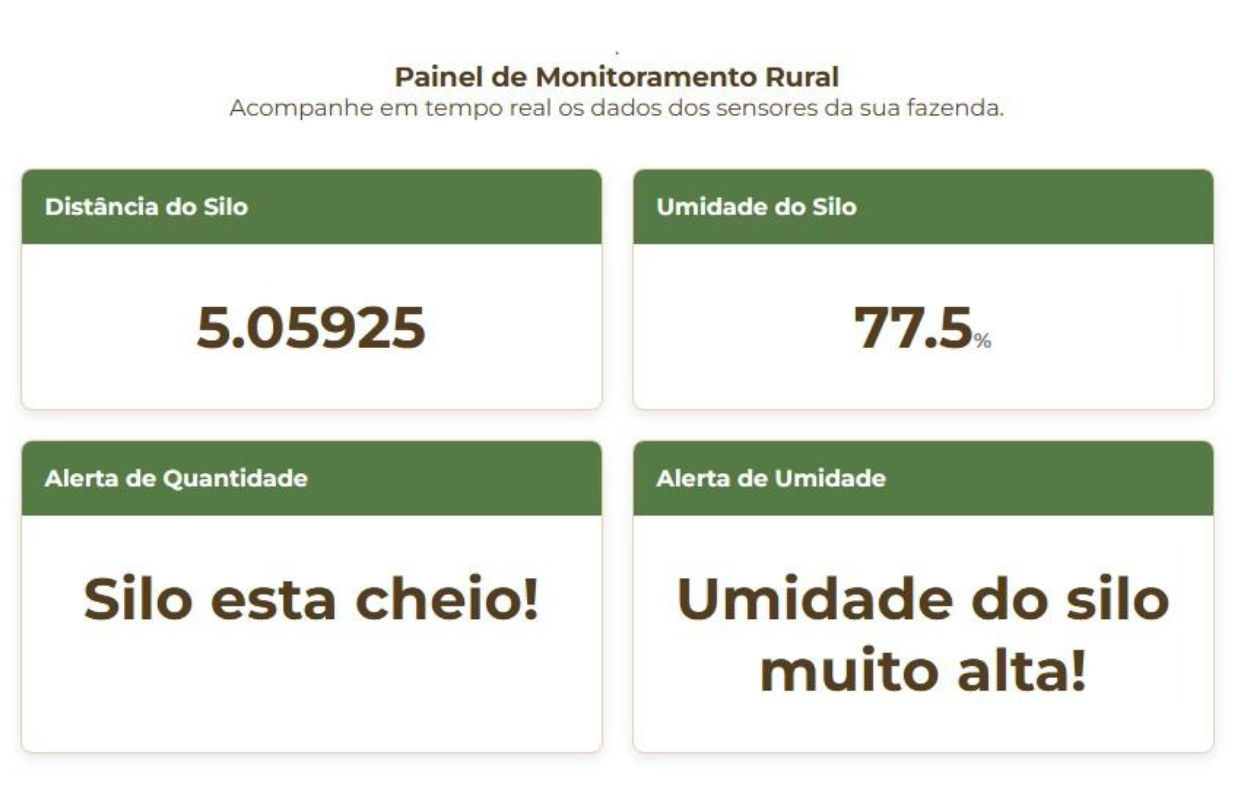 Painel de Monitoramento Rural
Acompanhe em tempo real os dados dos sensores da sua fazenda.
Distância do Silo
5.05925
Umidade do Silo
77.5%
Alerta de Quantidade
Silo esta cheio!
Alerta de Umidade
Umidade do silo
muito alta!